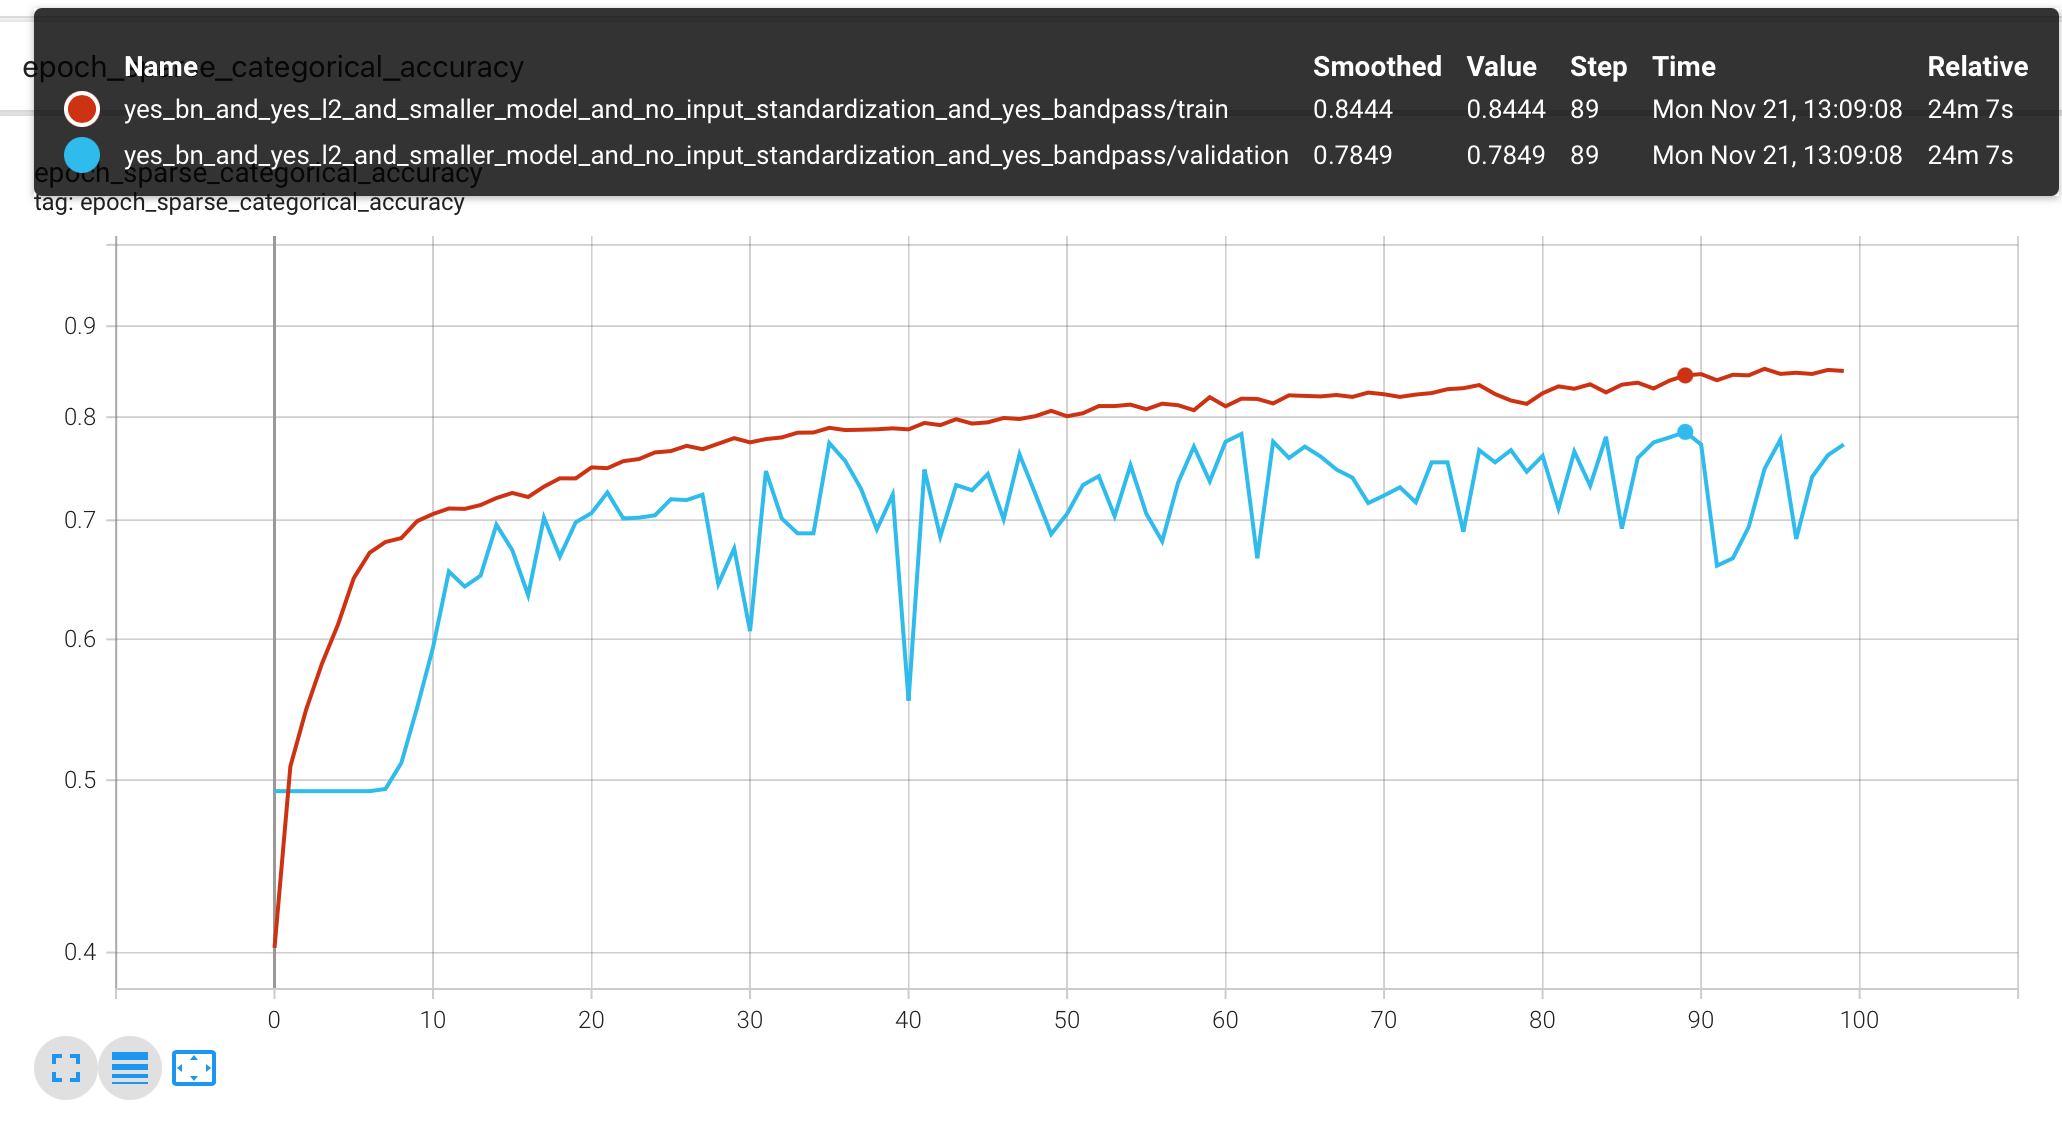 epoch_sparse_categorical_accuracy
Name Smoothed Value Step Time Relative
yes_bn_and_yes_l2_and_smaller_model_and_no_input_standardization_and_yes_bandpass/train 0.8444 0.8444 89 Mon Nov 21, 13:09:08 24m 7s
yes_bn_and_yes_l2_and_smaller_model_and_no_input_standardization_and_yes_bandpass/validation 0.7849 0.7849 89 Mon Nov 21, 13:09:08 24m 7s
epoch_sparse_categorical_accuracy
tag: epoch_sparse_categorical_accuracy
0.9
0.8
0.7
0.6
0.5
0.4
0 10 20 30 40 50 60 70 80 90 100